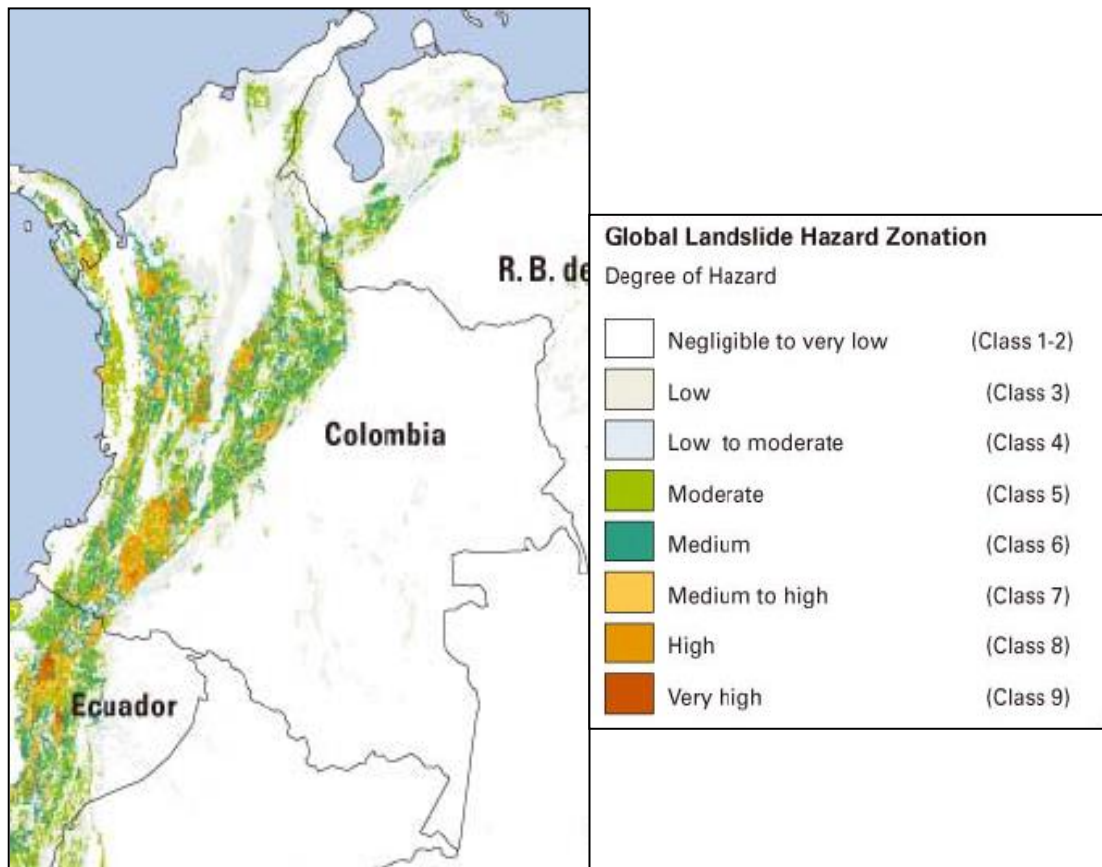 R. B. de
Colombia
Ecuador
Global Landslide Hazard Zonation
Degree of Hazard
Negligible to very low (Class 1-2)
Low (Class 3)
Low to moderate (Class 4)
Moderate (Class 5)
Medium (Class 6)
Medium to high (Class 7)
High (Class 8)
Very high (Class 9)